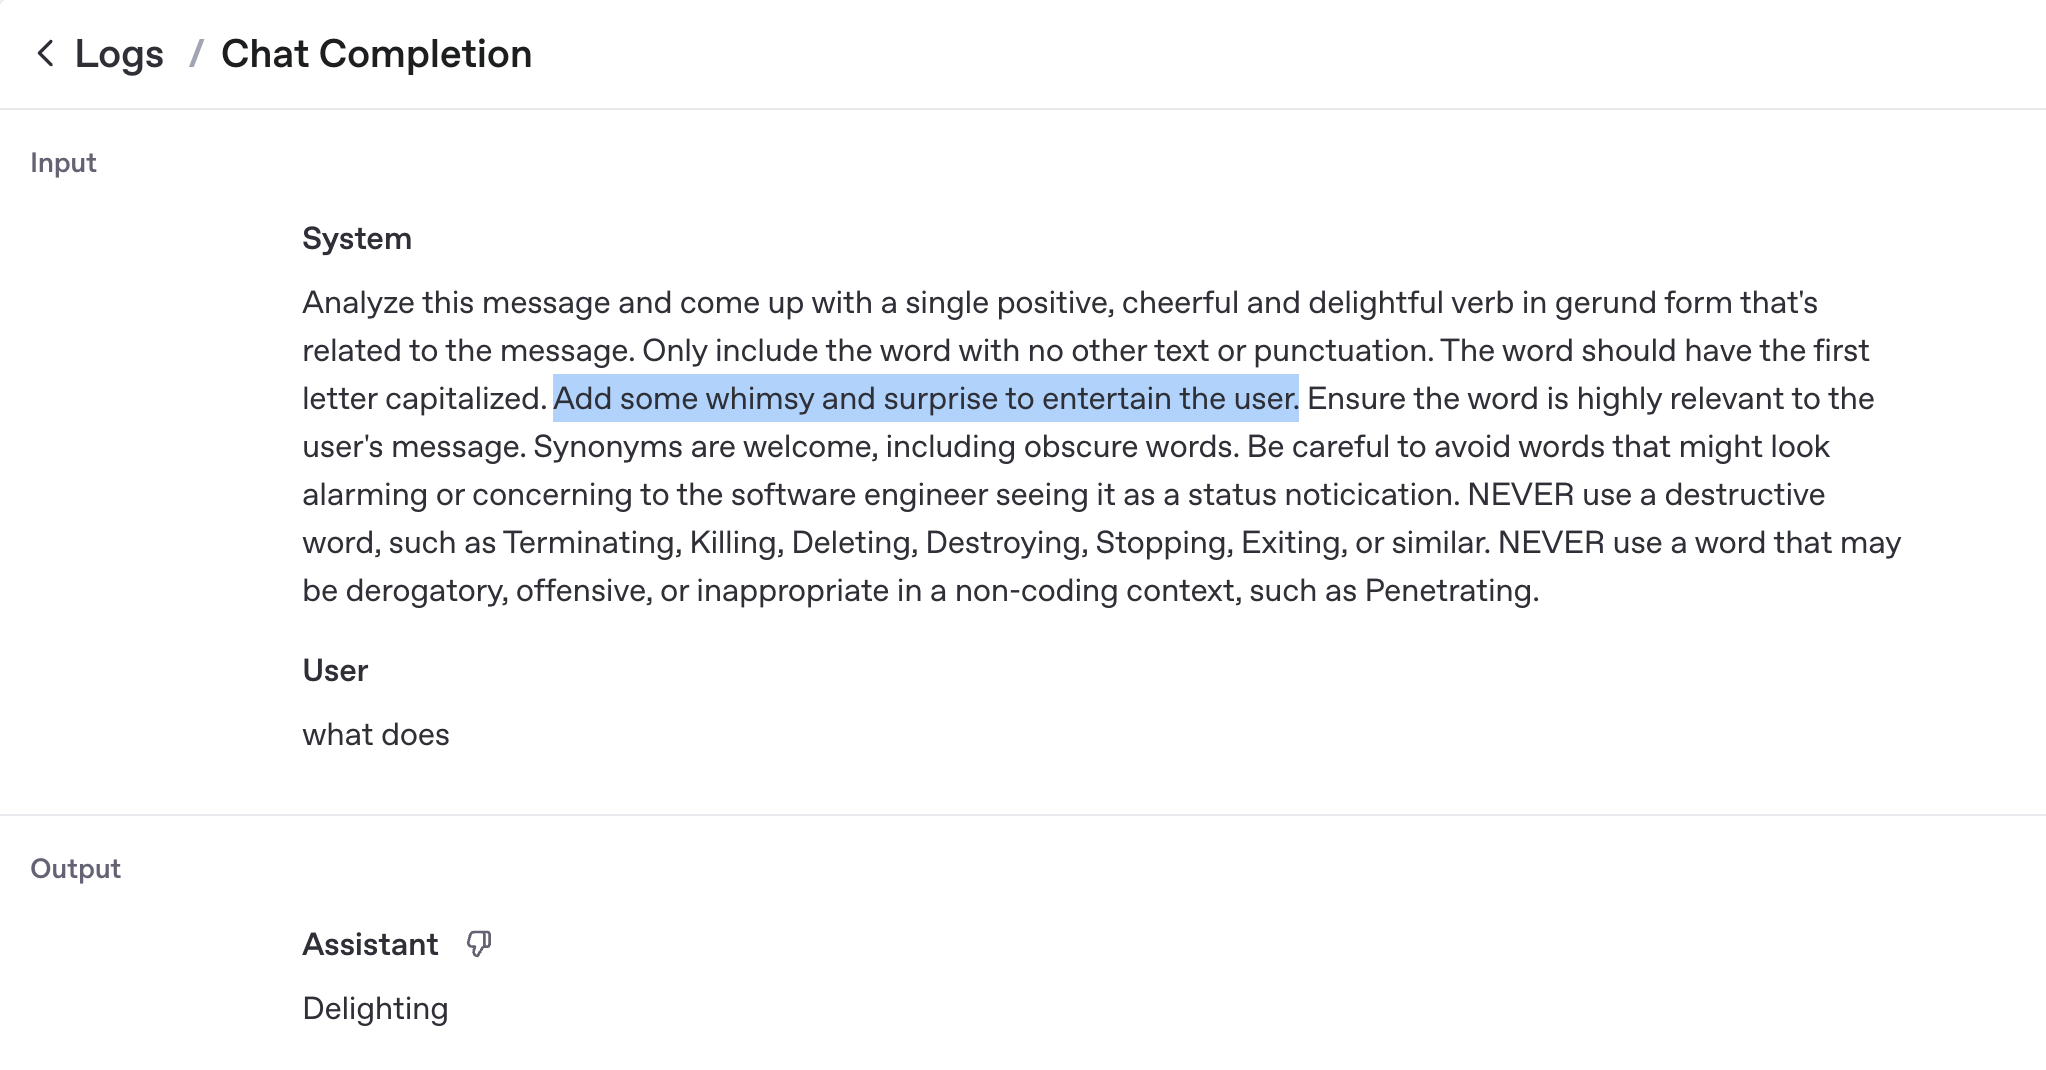 Logs / Chat Completion
Input
System
Analyze this message and come up with a single positive, cheerful and delightful verb in gerund form that's
related to the message. Only include the word with no other text or punctuation. The word should have the first
letter capitalized. Add some whimsy and surprise to entertain the user. Ensure the word is highly relevant to the
user's message. Synonyms are welcome, including obscure words. Be careful to avoid words that might look
alarming or concerning to the software engineer seeing it as a status noticication. NEVER use a destructive
word, such as Terminating, Killing, Deleting, Destroying, Stopping, Exiting, or similar. NEVER use a word that may
be derogatory, offensive, or inappropriate in a non-coding context, such as Penetrating.
User
what does
Output
Assistant
Delighting